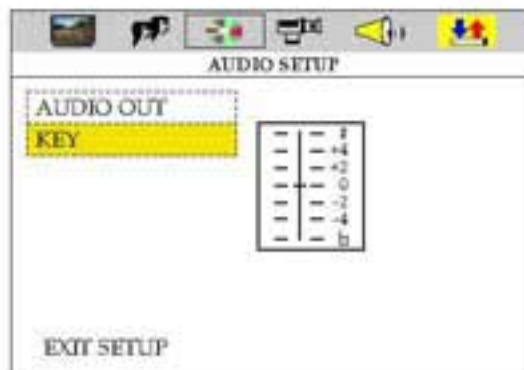 AUDIO SETUP
AUDIO OUT
KEY
#
+4
+2
0
-2
-4
b
EXIT SETUP